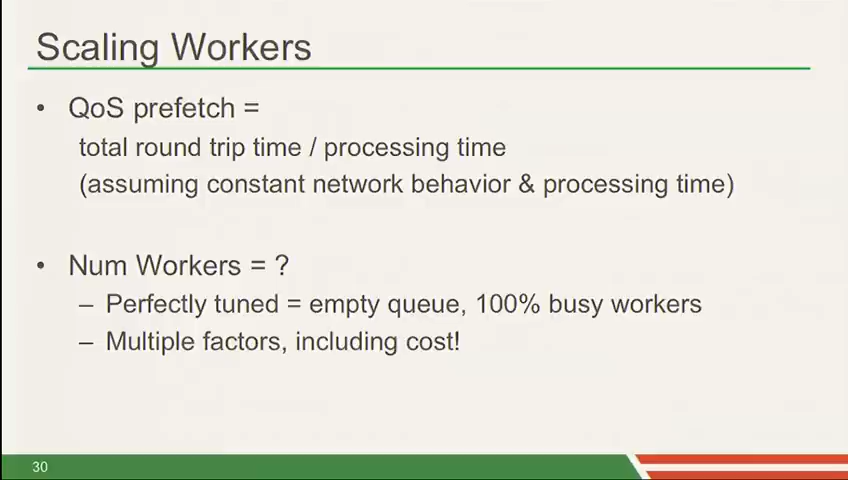 Scaling Workers
• QoS prefetch =
total round trip time / processing time
(assuming constant network behavior & processing time)
• Num Workers = ?
– Perfectly tuned = empty queue, 100% busy workers
– Multiple factors, including cost!
30